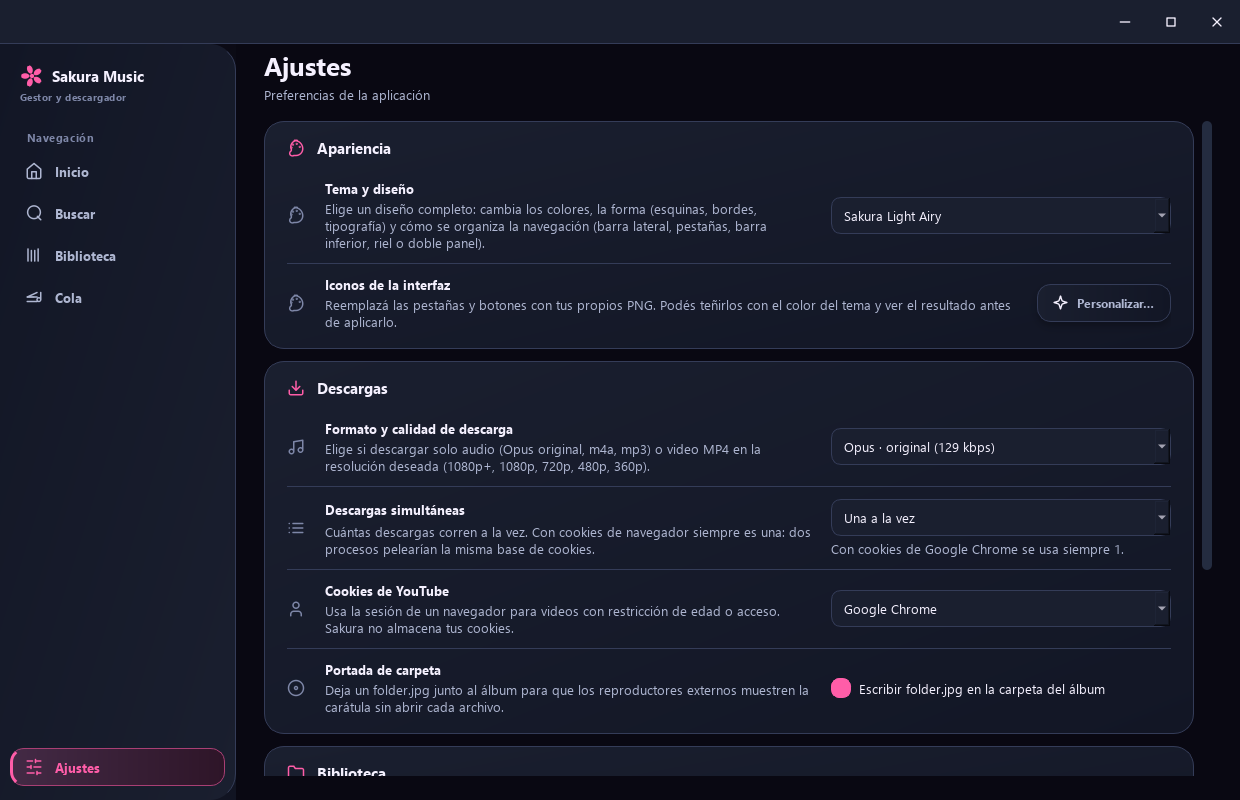 Sakura Music
Gestor y descargador
Navegación
Inicio
Buscar
Biblioteca
Cola
Ajustes
Ajustes
Preferencias de la aplicación
Apariencia
Tema y diseño
Elige un diseño completo: cambia los colores, la forma (esquinas, bordes,
tipografía) y cómo se organiza la navegación (barra lateral, pestañas, barra
inferior, riel o doble panel).
Sakura Light Airy
Iconos de la interfaz
Reemplazá las pestañas y botones con tus propios PNG. Podés teñirlos con el color del tema y ver el resultado antes
de aplicarlo.
Personalizar...
Descargas
Formato y calidad de descarga
Elige si descargar solo audio (Opus original, m4a, mp3) o video MP4 en la
resolución deseada (1080p+, 1080p, 720p, 480p, 360p).
Opus · original (129 kbps)
Descargas simultáneas
Cuántas descargas corren a la vez. Con cookies de navegador siempre es una: dos
procesos pelearían la misma base de cookies.
Una a la vez
Con cookies de Google Chrome se usa siempre 1.
Cookies de YouTube
Usa la sesión de un navegador para videos con restricción de edad o acceso.
Sakura no almacena tus cookies.
Google Chrome
Portada de carpeta
Deja un folder.jpg junto al álbum para que los reproductores externos muestren la
carátula sin abrir cada archivo.
Escribir folder.jpg en la carpeta del álbum
Biblioteca